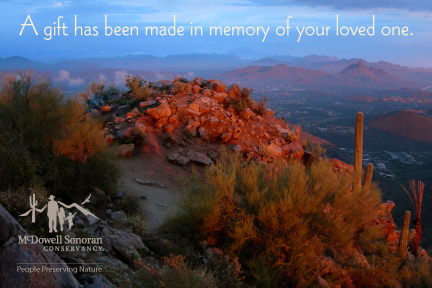 A gift has been made in memory of your loved one.
McDowell Sonoran
CONSERVANCY.
People Preserving Nature.